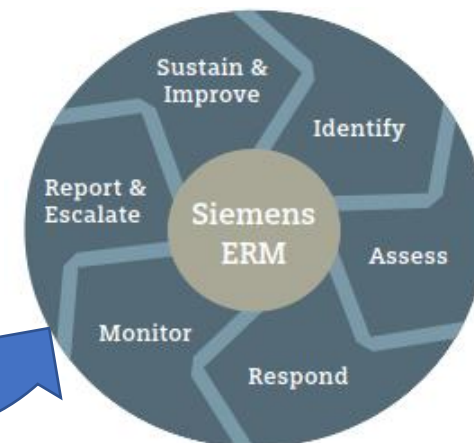 Sustain &
Improve
Identify
Report &
Escalate
Siemens
ERM
Assess
Monitor
Respond